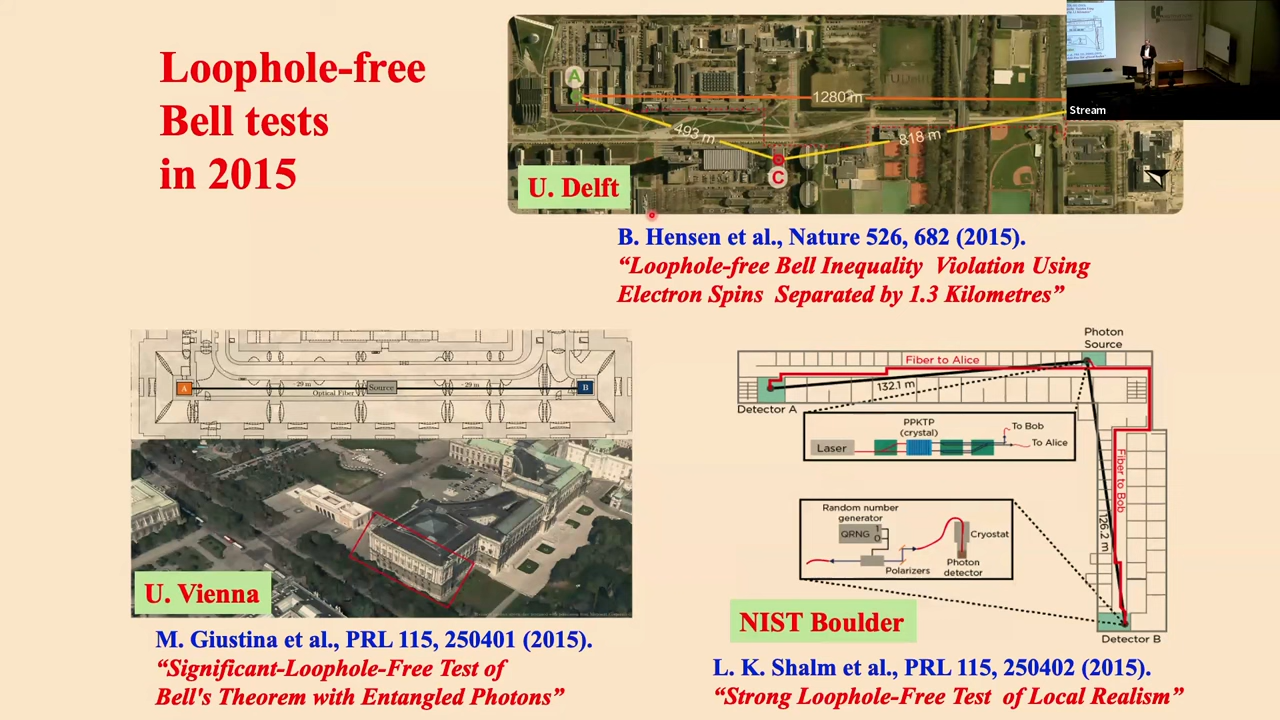 Loophole-free
Bell tests
in 2015
A
1280 m
493 m
818 m
C
U. Delft
Stream
B. Hensen et al., Nature 526, 682 (2015).
“Loophole-free Bell Inequality Violation Using
Electron Spins Separated by 1.3 Kilometres”
A
29 m
Source
29 m
B
Optical Fiber
U. Vienna
M. Giustina et al., PRL 115, 250401 (2015).
“Significant-Loophole-Free Test of
Bell's Theorem with Entangled Photons”
Photon
Source
Fiber to Alice
132.1 m
Detector A
PPKTP
(crystal)
To Bob
To Alice
Laser
Fiber to Bob
126.2 m
Random number
generator
QRNG
1
0
Cryostat
Polarizers
Photon
detector
Detector B
NIST Boulder
L. K. Shalm et al., PRL 115, 250402 (2015).
“Strong Loophole-Free Test of Local Realism”